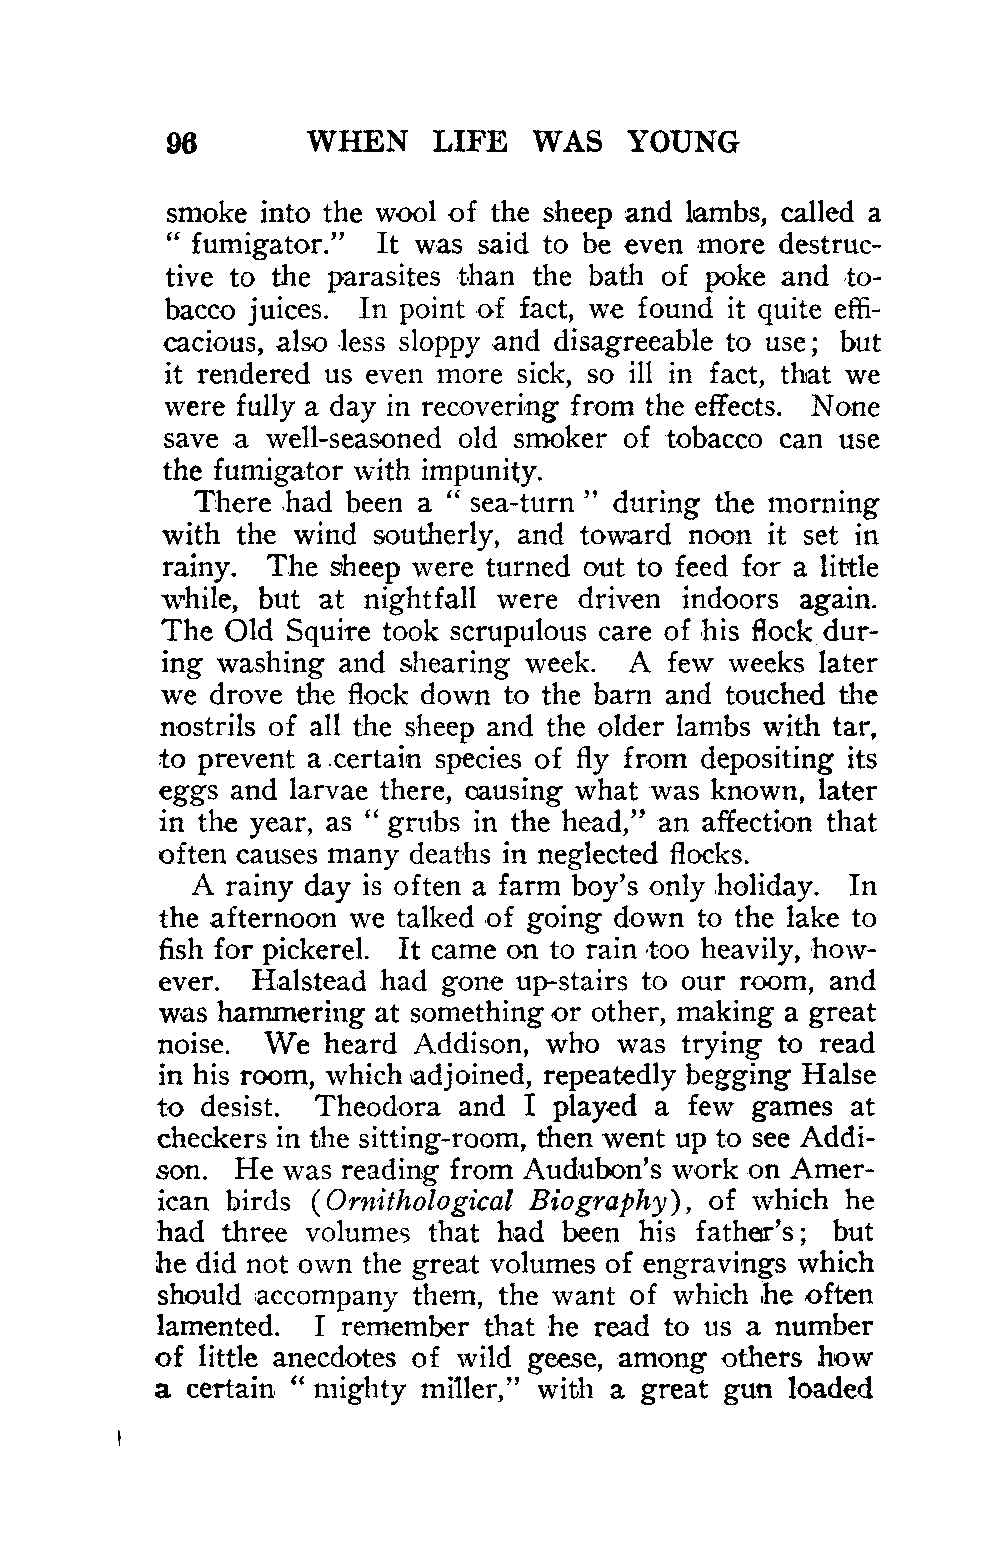 96 WHEN LIFE WAS YOUNG
smoke into the wool of the sheep and lambs, called a
“ fumigator.” It was said to be even more destruc-
tive to the parasites than the bath of poke and to-
bacco juices. In point of fact, we found it quite effi-
cacious, also less sloppy and disagreeable to use; but
it rendered us even more sick, so ill in fact, that we
were fully a day in recovering from the effects. None
save a well-seasoned old smoker of tobacco can use
the fumigator with impunity.
There had been a “ sea-turn ” during the morning
with the wind southerly, and toward noon it set in
rainy. The sheep were turned out to feed for a little
while, but at nightfall were driven indoors again.
The Old Squire took scrupulous care of his flock dur-
ing washing and shearing week. A few weeks later
we drove the flock down to the barn and touched the
nostrils of all the sheep and the older lambs with tar,
to prevent a certain species of fly from depositing its
eggs and larvae there, causing what was known, later
in the year, as “ grubs in the head,” an affection that
often causes many deaths in neglected flocks.
A rainy day is often a farm boy’s only holiday. In
the afternoon we talked of going down to the lake to
fish for pickerel. It came on to rain too heavily, how-
ever. Halstead had gone up-stairs to our room, and
was hammering at something or other, making a great
noise. We heard Addison, who was trying to read
in his room, which adjoined, repeatedly begging Halse
to desist. Theodora and I played a few games at
checkers in the sitting-room, then went up to see Addi-
son. He was reading from Audubon’s work on Amer-
ican birds (Ornithological Biography), of which he
had three volumes that had been his father’s; but
he did not own the great volumes of engravings which
should accompany them, the want of which he often
lamented. I remember that he read to us a number
of little anecdotes of wild geese, among others how
a certain “ mighty miller,” with a great gun loaded